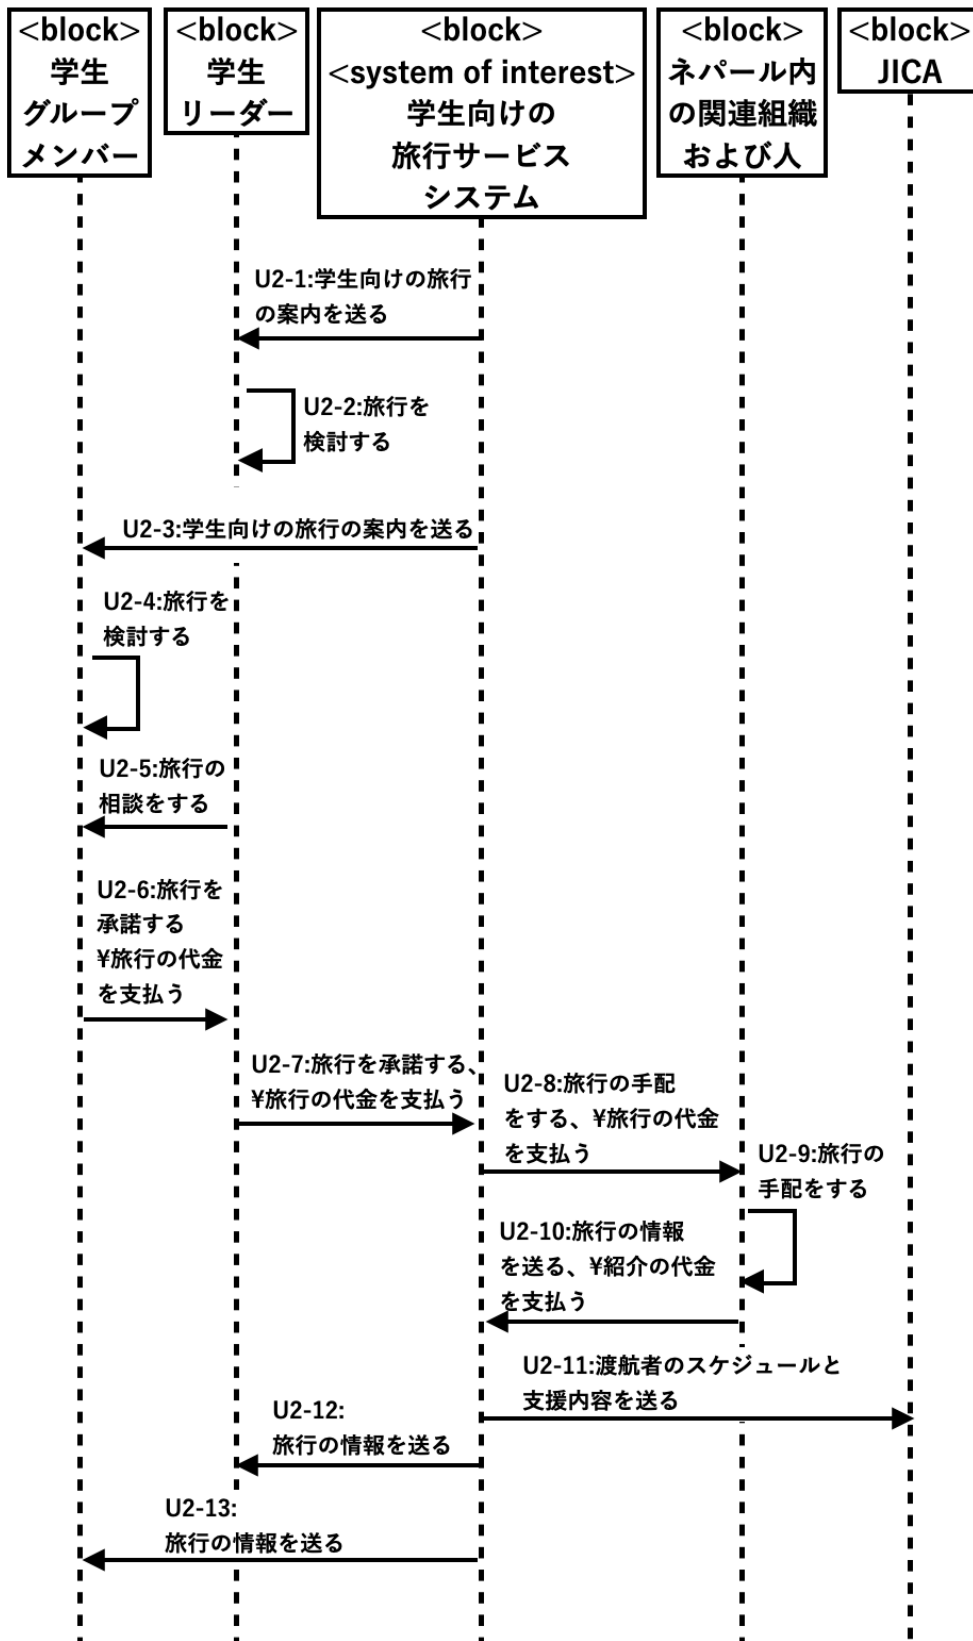 <block>
学生
グループ
メンバー
<block>
学生
リーダー
<block>
<system of interest>
学生向けの
旅行サービス
システム
<block>
ネパール内
の関連組織
および人
<block>
JICA
U2-1:学生向けの旅行
の案内を送る
U2-2:旅行を
検討する
U2-3:学生向けの旅行の案内を送る
U2-4:旅行を
検討する
U2-5:旅行の
相談をする
U2-6:旅行を
承諾する
¥旅行の代金
を支払う
U2-7:旅行を承諾する、
¥旅行の代金を支払う
U2-8:旅行の手配
をする、¥旅行の代金
を支払う
U2-9:旅行の
手配をする
U2-10:旅行の情報
を送る、¥紹介の代金
を支払う
U2-11:渡航者のスケジュールと
支援内容を送る
U2-12:
旅行の情報を送る
U2-13:
旅行の情報を送る